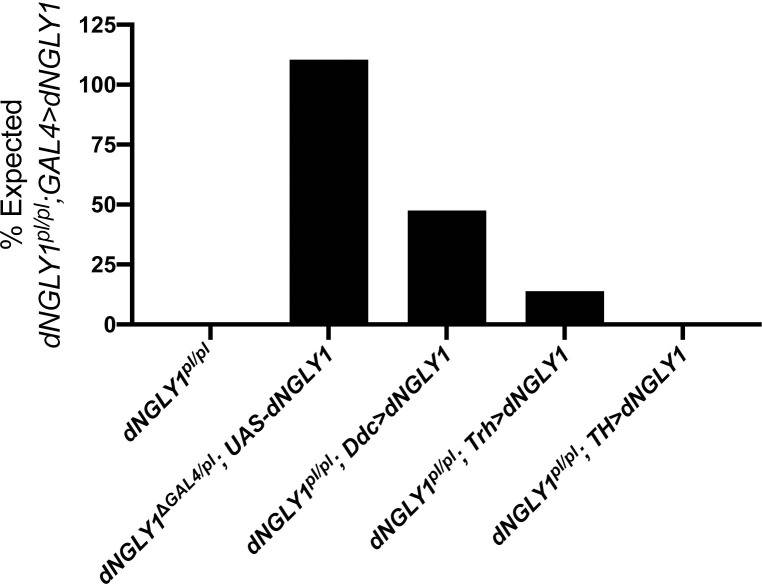 % Expected
dNGLY1pl/pl;GAL4>dNGLY1
125
100
75
50
25
0
dNGLY1pl/pl
dNGLY1ΔGAL4/pl; UAS-dNGLY1
dNGLY1pl/pl; Ddc>dNGLY1
dNGLY1pl/pl; Trh>dNGLY1
dNGLY1pl/pl; TH>dNGLY1